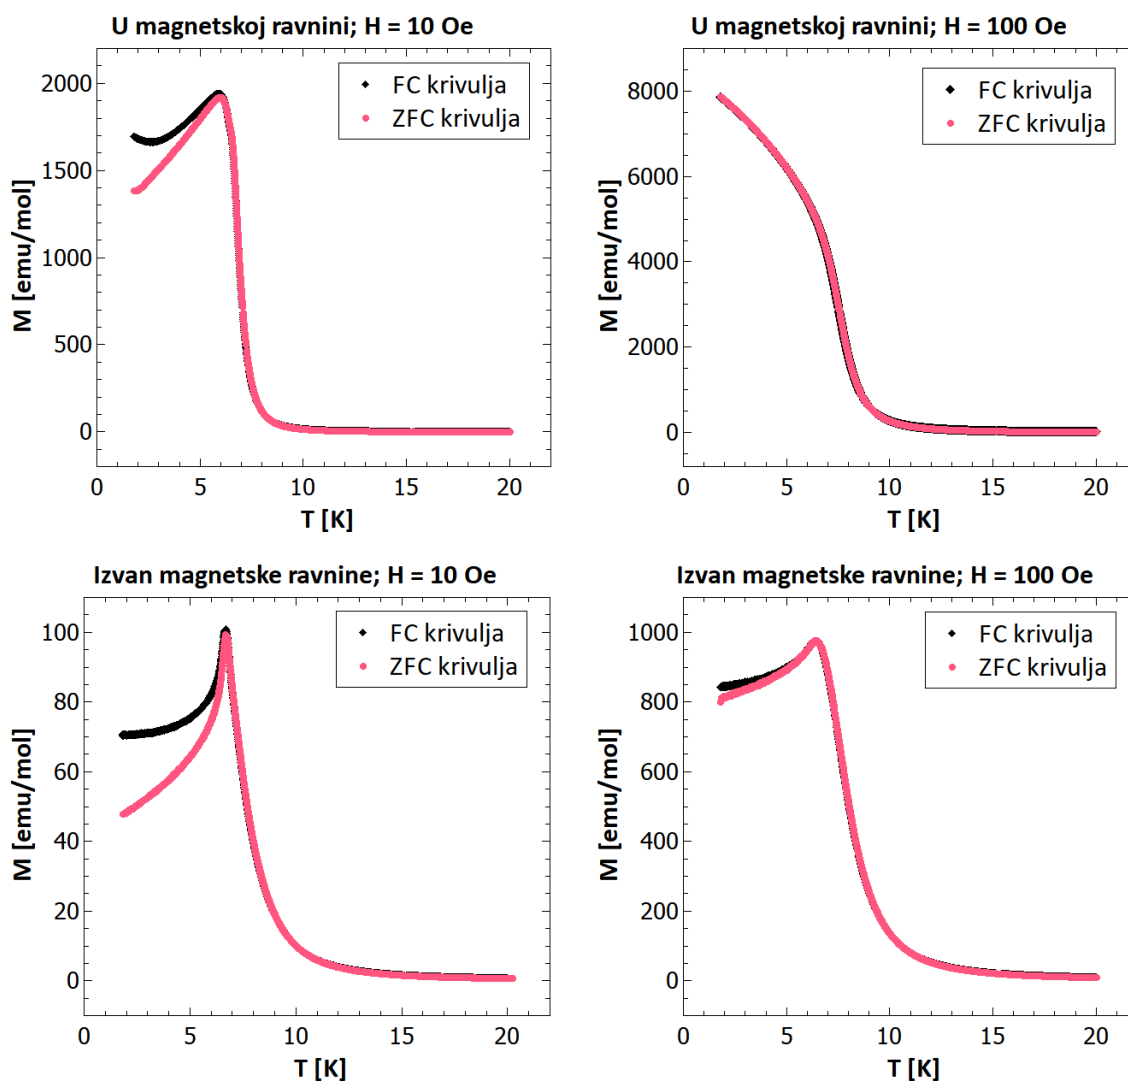 U magnetskoj ravnini; H = 10 Oe
2000
1500
1000
500
0
M [emu/mol]
FC krivulja
ZFC krivulja
0 5 10 15 20
T [K]
U magnetskoj ravnini; H = 100 Oe
8000
6000
4000
2000
0
M [emu/mol]
FC krivulja
ZFC krivulja
0 5 10 15 20
T [K]
Izvan magnetske ravnine; H = 10 Oe
100
80
60
40
20
0
M [emu/mol]
FC krivulja
ZFC krivulja
0 5 10 15 20
T [K]
Izvan magnetske ravnine; H = 100 Oe
1000
800
600
400
200
0
M [emu/mol]
FC krivulja
ZFC krivulja
0 5 10 15 20
T [K]